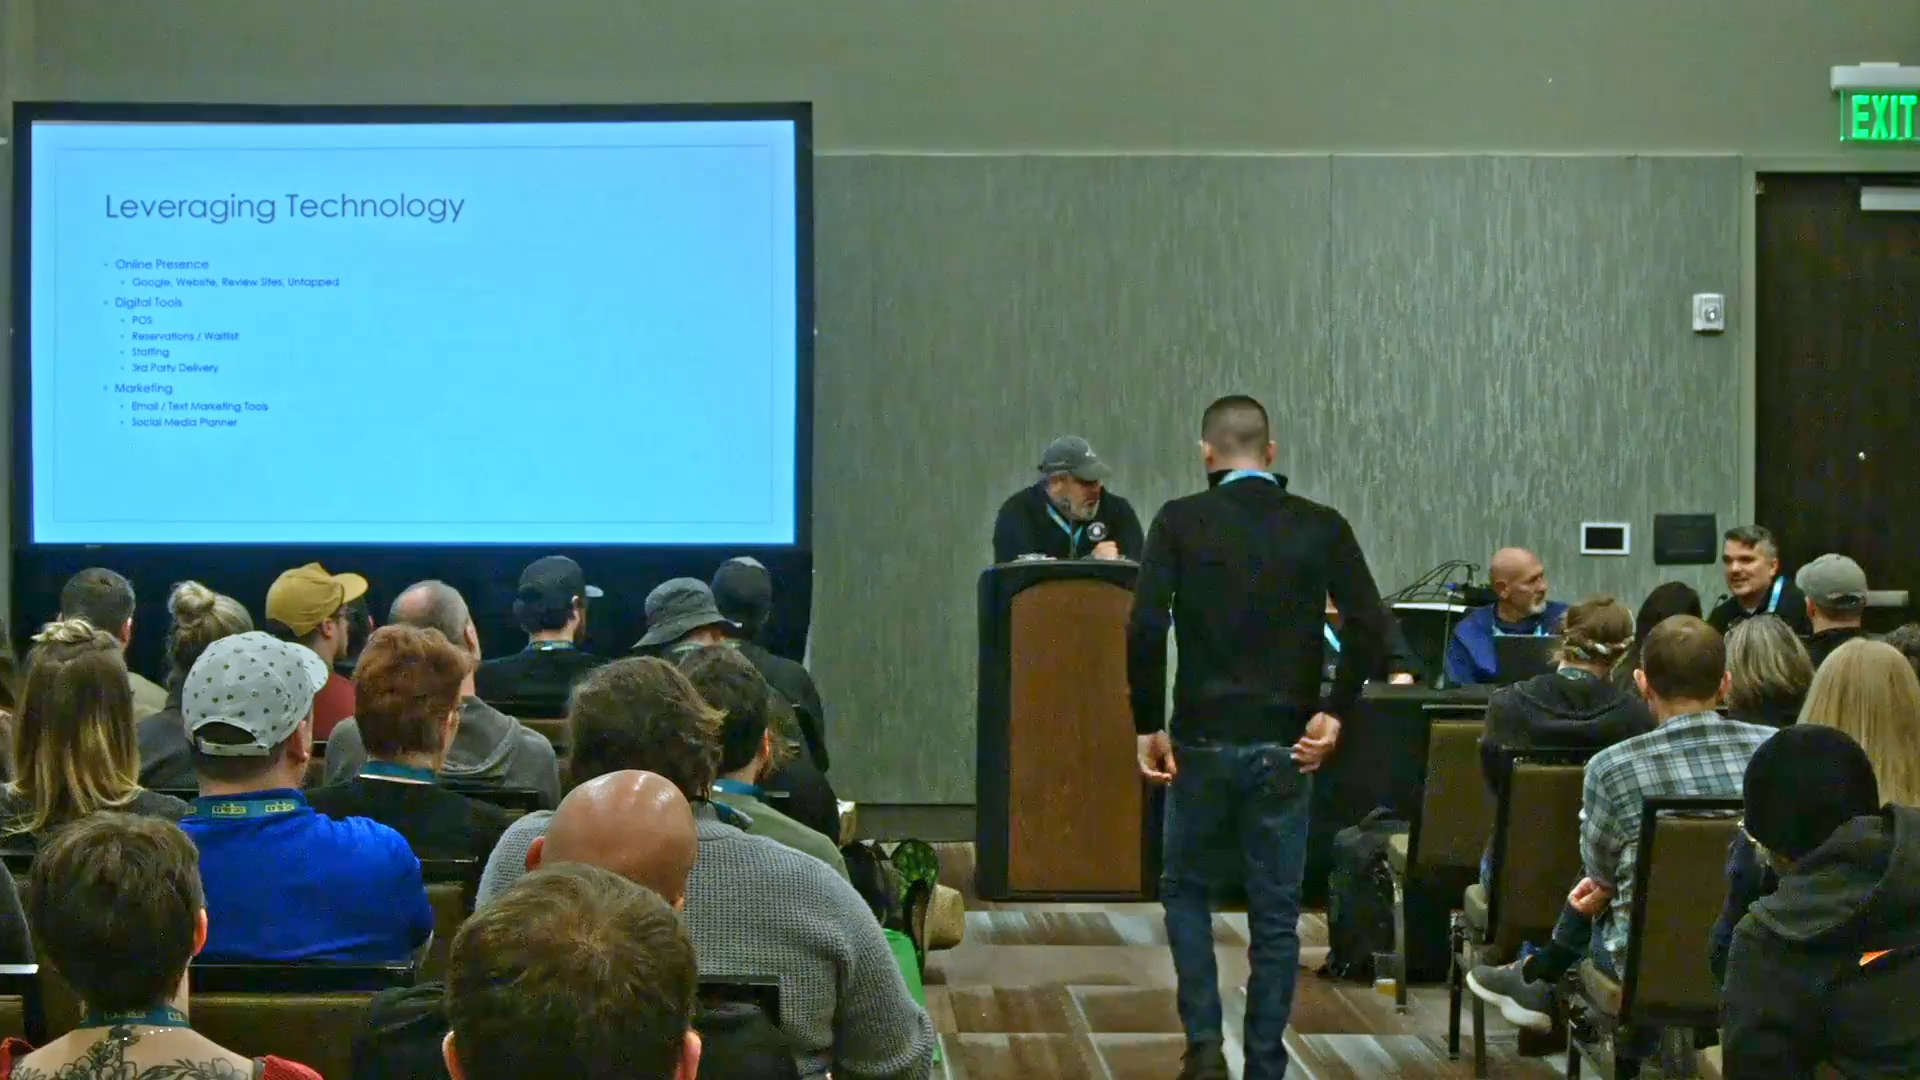 Leveraging Technology
Online Presence
Google, Website, Review Sites, Untapped
Digital Tools
POS
Reservations / Waitlist
Staffing
3rd Party Delivery
Marketing
Email / Text Marketing Tools
Social Media Planner
EXIT